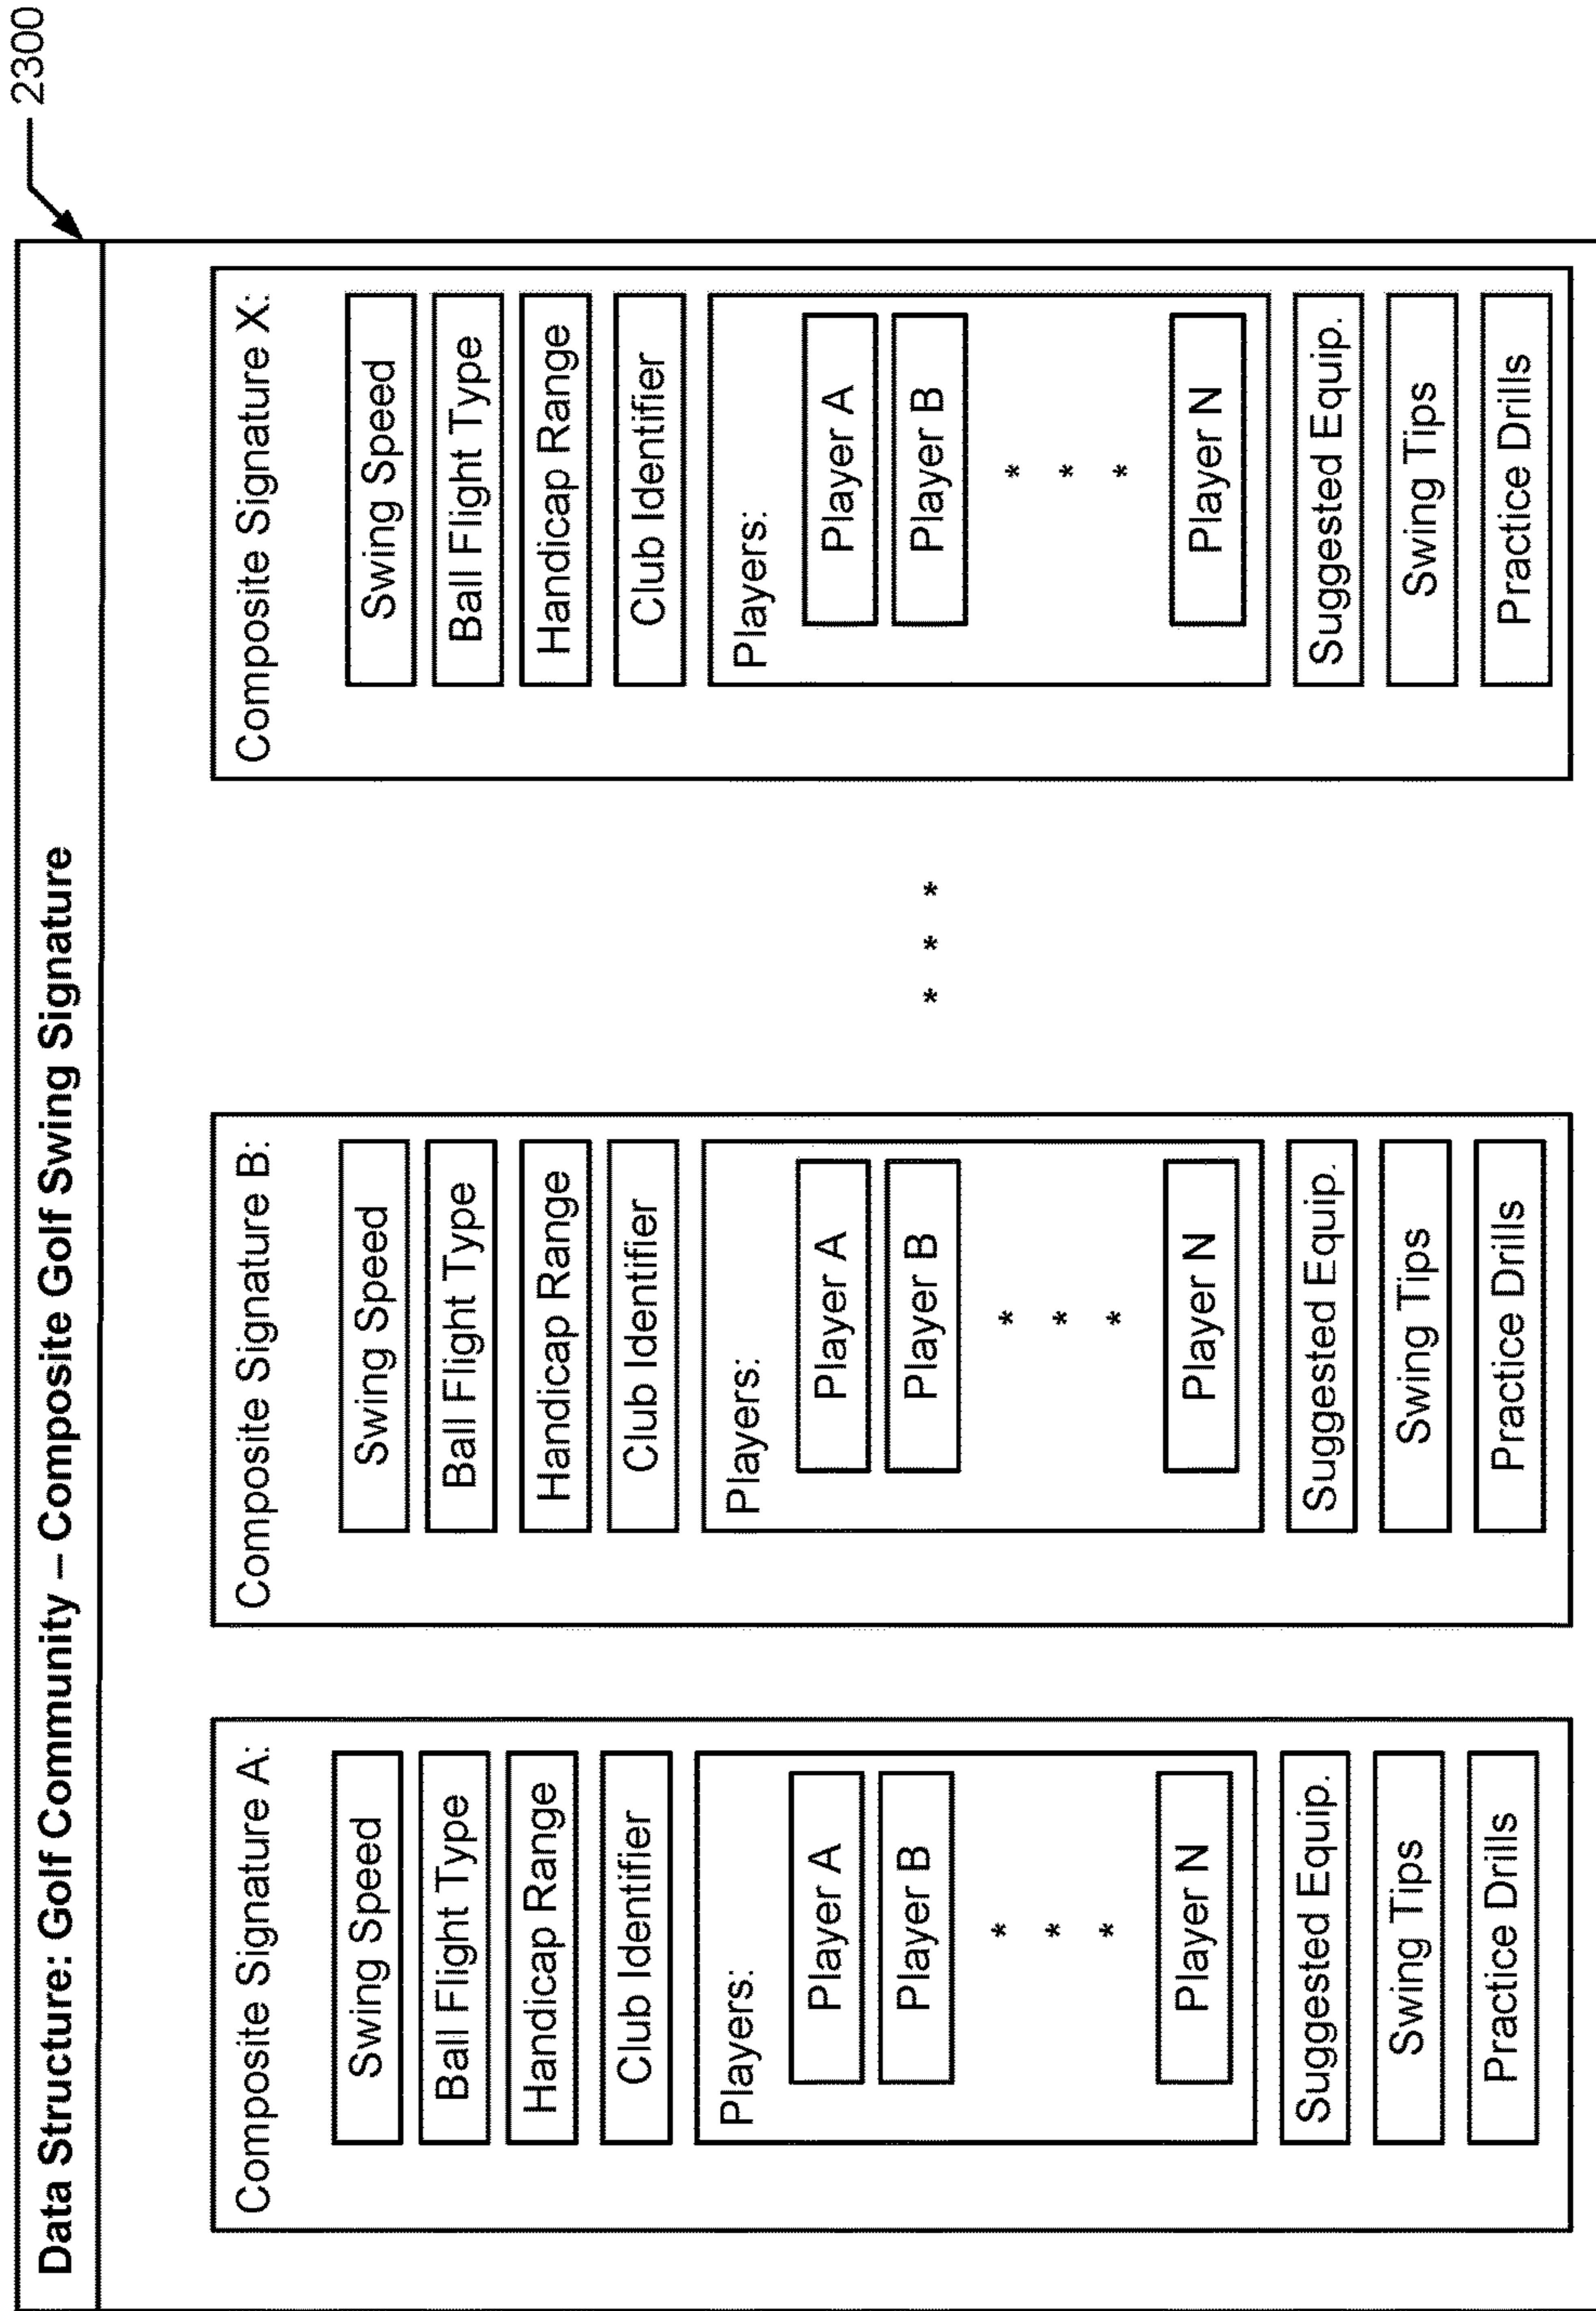 2300
Data Structure: Golf Community – Composite Golf Swing Signature
Composite Signature A:
Swing Speed
Ball Flight Type
Handicap Range
Club Identifier
Players:
Player A
Player B
*
*
*
Player N
Suggested Equip.
Swing Tips
Practice Drills
Composite Signature B:
Swing Speed
Ball Flight Type
Handicap Range
Club Identifier
Players:
Player A
Player B
*
*
*
Player N
Suggested Equip.
Swing Tips
Practice Drills
* * *
Composite Signature X:
Swing Speed
Ball Flight Type
Handicap Range
Club Identifier
Players:
Player A
Player B
*
*
*
Player N
Suggested Equip.
Swing Tips
Practice Drills